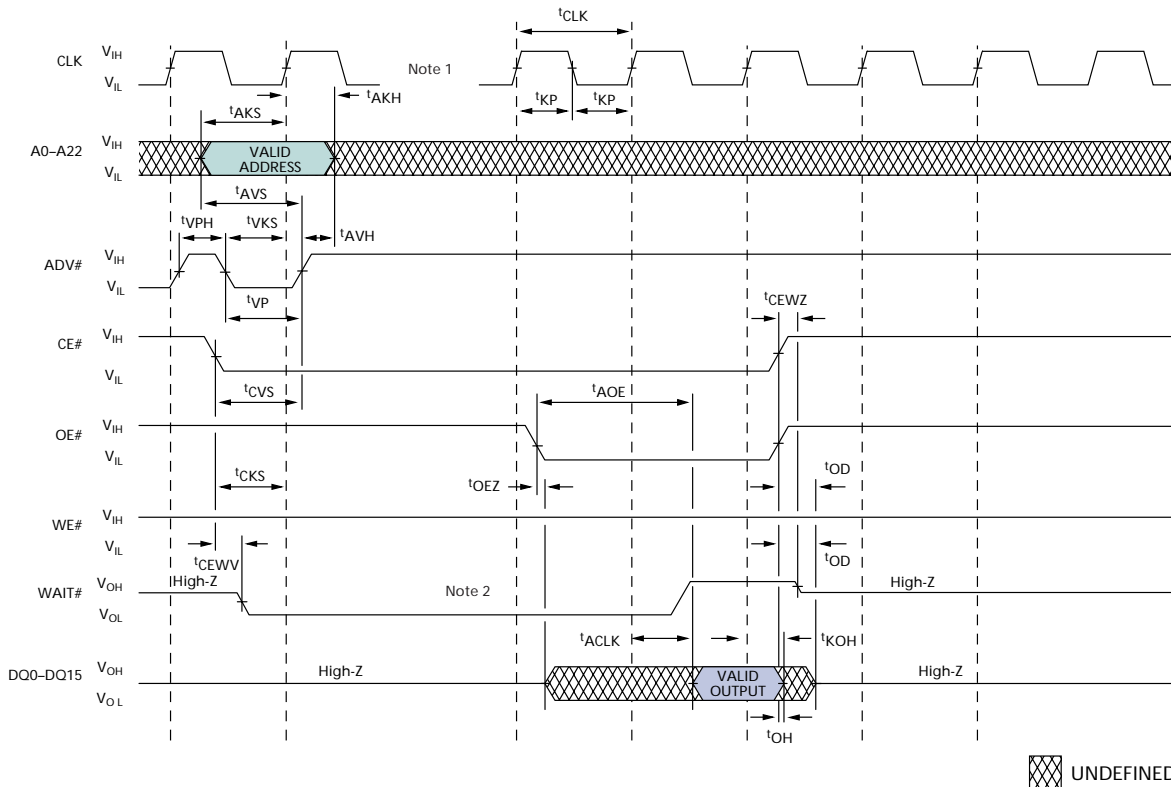 tCLK
CLK
VIH
VIL
Note 1
tAKH
tKP
tKP
tAKS
A0–A22
VIH
VIL
VALID
ADDRESS
tAVS
tVPH
tVKS
tAVH
ADV#
VIH
VIL
tVP
tCEWZ
CE#
VIH
VIL
tCVS
tAOE
OE#
VIH
VIL
tCKS
tOEZ
tOD
WE#
VIH
VIL
tCEWV
tOD
WAIT#
VOH
VOL
High-Z
Note 2
High-Z
tACLK
tKOH
DQ0–DQ15
VOH
VOL
High-Z
VALID
OUTPUT
High-Z
tOH
UNDEFINED